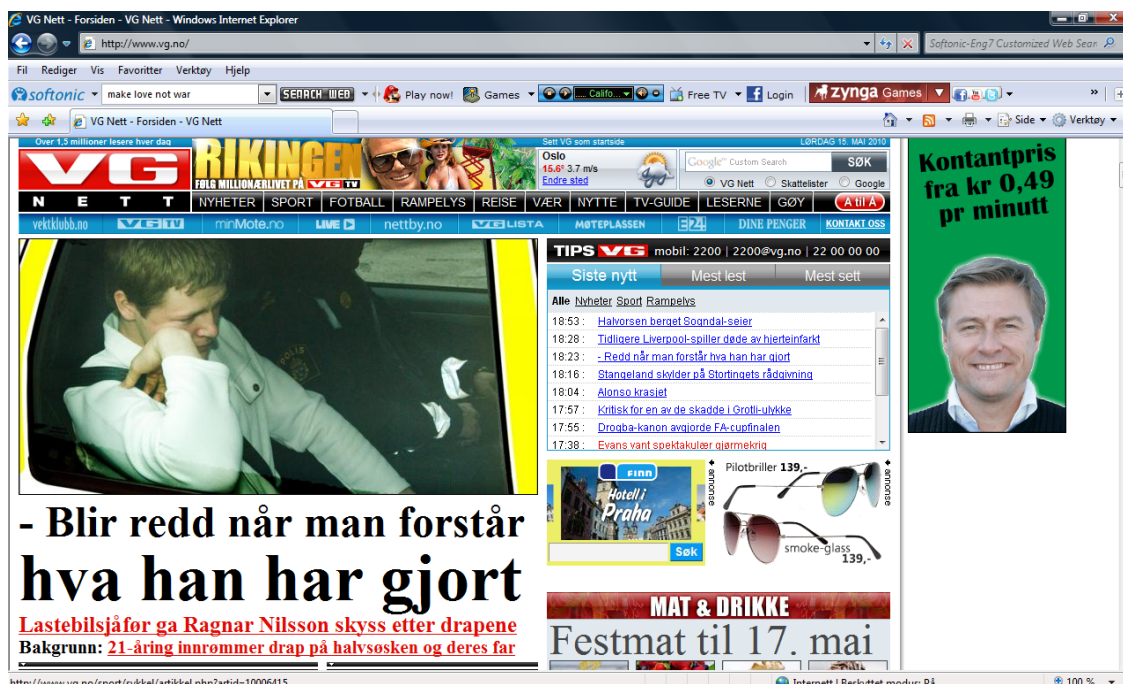 VG Nett - Forsiden - VG Nett - Windows Internet Explorer
http://www.vg.no/
Softonic-Eng7 Customized Web Sear
Fil Rediger Vis Favoritter Verktøy Hjelp
softonic make love not war SEARCH WEB Play now! Games .... Califo... Free TV Login zynga Games »
VG Nett - Forsiden - VG Nett
Side Verktøy
Over 1,5 millioner lesere hver dag
Sett VG som startside
LØRDAG 15. MAI 2010
VG
RIKINGEN
FØLG MILLIONÆRLIVET PÅ VG TV
Oslo
15.6° 3.7 m/s
Endre sted
Google™ Custom Search SØK
VG Nett Skattelister Google
NETT
NYHETER SPORT FOTBALL RAMPELYS REISE VÆR NYTTE TV-GUIDE LESERNE GØY A til Å
vektklubb.no VG TV minMote.no LIVE nettby.no VG LISTA MØTEPLASSEN E24 DINE PENGER KONTAKT OSS
TIPS VG mobil: 2200 | 2200@vg.no | 22 00 00 00
Siste nytt Mest lest Mest sett
Alle Nyheter Sport Rampelys
18:53 : Halvorsen berget Sogndal-seier
18:28 : Tidligere Liverpool-spiller døde av hjerteinfarkt
18:23 : - Redd når man forstår hva han har gjort
18:16 : Stangeland skylder på Stortingets rådgivning
18:04 : Alonso krasjet
17:57 : Kritisk for en av de skadde i Grotli-ulykke
17:55 : Drogba-kanon avgjorde FA-cupfinalen
17:38 : Evans vant spektakulær gjørmekrig
POLIS
- Blir redd når man forstår
hva han har gjort
Lastebilsjåfør ga Ragnar Nilsson skyss etter drapene
Bakgrunn: 21-åring innrømmer drap på halvsøsken og deres far
FINN
Hotell i
Praha
Søk
annonse
Pilotbriller 139,-
smoke-glass
139,-
annonse
MAT & DRIKKE
Festmat til 17. mai
Kontantpris
fra kr 0,49
pr minutt
http://www.vg.no/sport/sykkel/artikkel.php?artid=10006415
Internett | Beskyttet modus: På
100 %